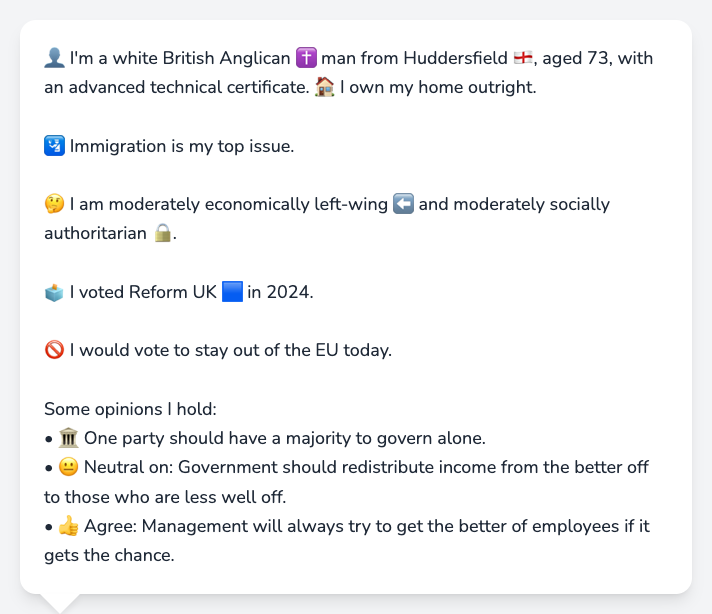 👤 I'm a white British Anglican ✝️ man from Huddersfield 🏴󠁧󠁢󠁥󠁮󠁧󠁿, aged 73, with
an advanced technical certificate. 🏠 I own my home outright.
🛂 Immigration is my top issue.
🤔 I am moderately economically left-wing ⬅️ and moderately socially
authoritarian 🔒.
🗳️ I voted Reform UK 🟦 in 2024.
🚫 I would vote to stay out of the EU today.
Some opinions I hold:
• 🏛️ One party should have a majority to govern alone.
• 😐 Neutral on: Government should redistribute income from the better off
to those who are less well off.
• 👍 Agree: Management will always try to get the better of employees if it
gets the chance.